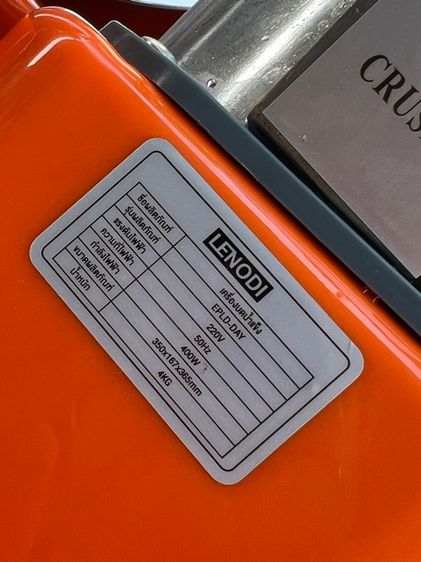 LENODI
ชื่อผลิตภัณฑ์ เครื่องบดน้ำแข็ง
รุ่นผลิตภัณฑ์ EPLD-DAY
แรงดันไฟฟ้า 220V
ความถี่ไฟฟ้า 50Hz
กำลังไฟฟ้า 400W
ขนาดผลิตภัณฑ์ 350x167x365mm
น้ำหนัก 4KG
CRUS